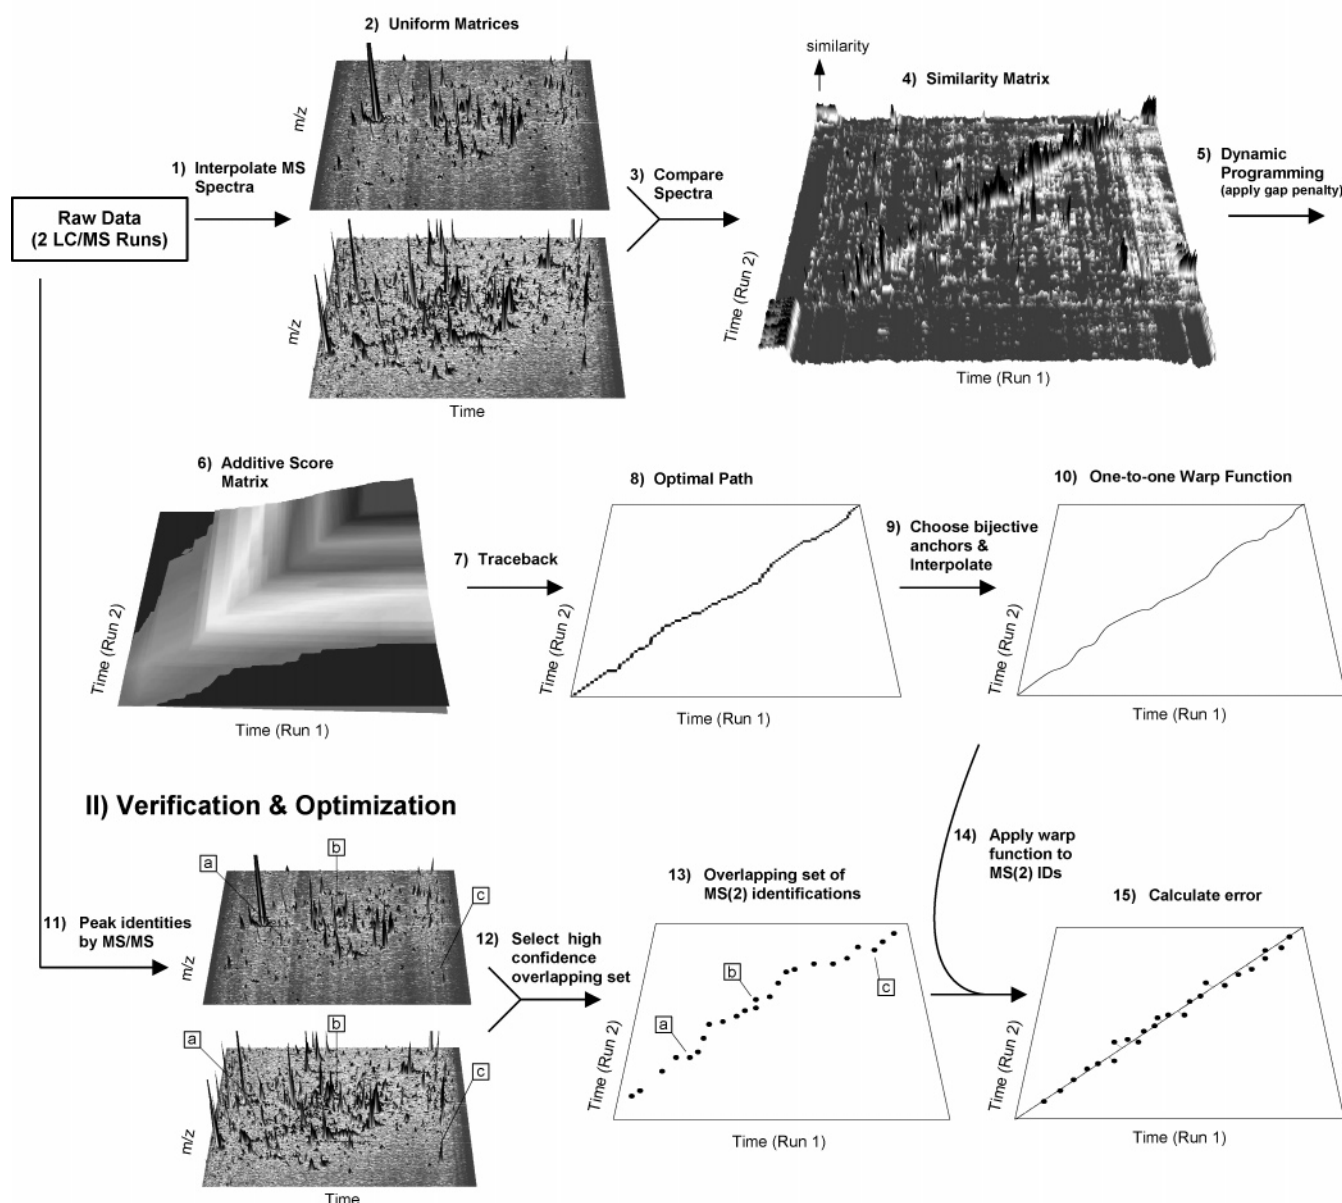 2) Uniform Matrices
m/z
1) Interpolate MS
Spectra
Raw Data
(2 LC/MS Runs)
m/z
Time
3) Compare
Spectra
similarity
4) Similarity Matrix
Time (Run 2)
Time (Run 1)
5) Dynamic
Programming
(apply gap penalty)
6) Additive Score
Matrix
Time (Run 2)
Time (Run 1)
7) Traceback
8) Optimal Path
Time (Run 2)
Time (Run 1)
9) Choose bijective
anchors &
Interpolate
10) One-to-one Warp Function
Time (Run 2)
Time (Run 1)
II) Verification & Optimization
11) Peak identities
by MS/MS
a
b
c
m/z
a
b
c
m/z
Time
12) Select high
confidence
overlapping set
13) Overlapping set of
MS(2) identifications
a
b
c
Time (Run 2)
Time (Run 1)
14) Apply warp
function to
MS(2) IDs
15) Calculate error
Time (Run 2)
Time (Run 1)